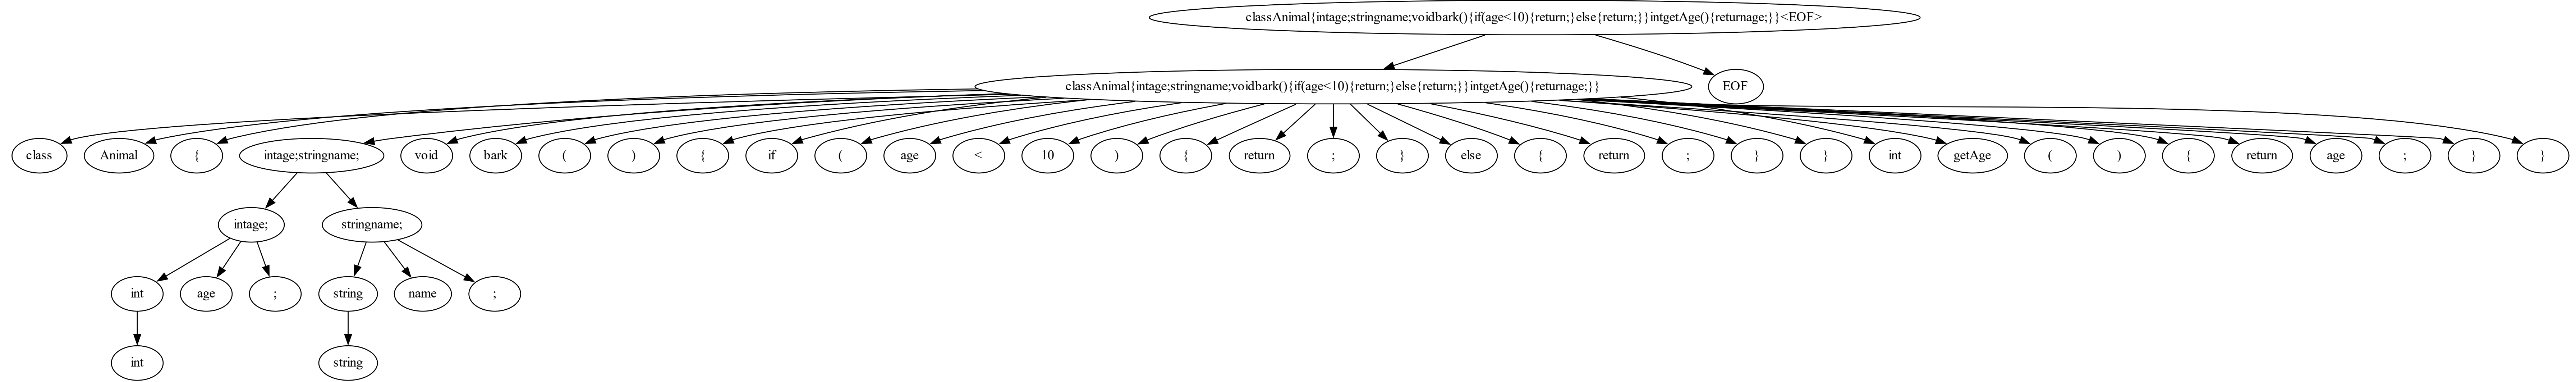 classAnimal{intage;stringname;voidbark(){if(age<10){return;}else{return;}}intgetAge(){returnage;}}<EOF>
classAnimal{intage;stringname;voidbark(){if(age<10){return;}else{return;}}intgetAge(){returnage;}}
EOF
class
Animal
{
intage;stringname;
void
bark
(
)
{
if
(
age
<
10
)
{
return
;
}
else
{
return
;
}
}
int
getAge
(
)
{
return
age
;
}
}
intage;
stringname;
int
age
;
string
name
;
int
string